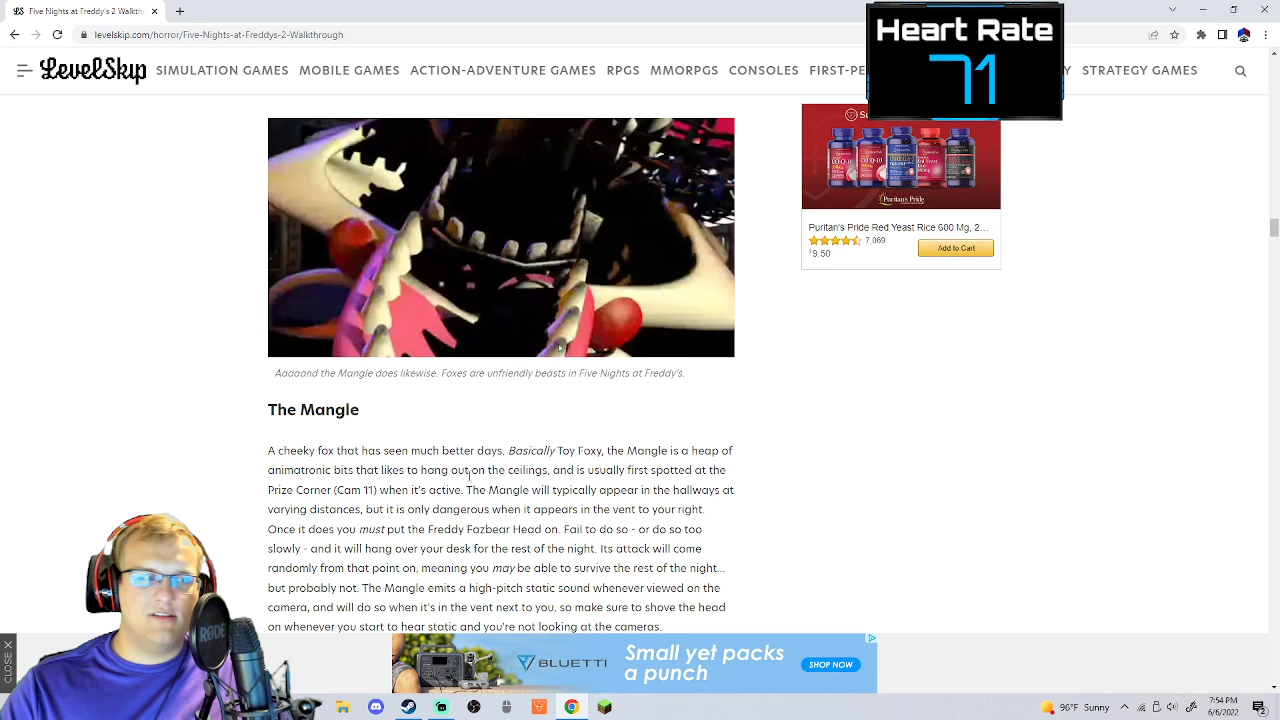 Five Nights at Freddy's 2 Walk
levelskip.com
Heart Rate
71
LevelSkip
SIMULATION
MOBILE GAMES
ACTION-ADVENTURE GAMES
RPGS
MMORPGS
CONSOLES
FIRST-PE
Y
STRATEGY GAMES
Su
Puritan's Pride
Puritan's Pride Red Yeast Rice 600 Mg, 2...
7,069
$9.50
Add to Cart
Aaaaand the Mangle does likewise. Foxes are unfriendly beasts in Five Nights at Freddy's.
The Mangle
A cheeky fox that has seen much better days. Basically Toy Foxy, the Mangle is a heap of
animatronic bits that likes to hang out on the ceilings, and is usually first spotted at the
Prize Corner (Cam 11) when it's active. The Mangle will typically appear in the hallways at
varying distances, but it is only dangerous when it appears in the vent to your right.
Once it does you must put the Freddy Fazbear Head on. Fail to do so - or do so too
slowly - and it will hang over your desk for the rest of the night. Its attack will come
randomly from that point on, meaning you may be able to survive the rest of the night...
but probably not. The Mangle emits a high-pitch static sound whenever viewed on the
camera, and will do so when it's in the vent next to you, so make sure to shove the head
on whenever you start to hear static and you're not looking at the cameras.
BLUETTI
Small yet packs
a punch
SHOP NOW
96°F Sunny
7:54 PM
6/6/2022